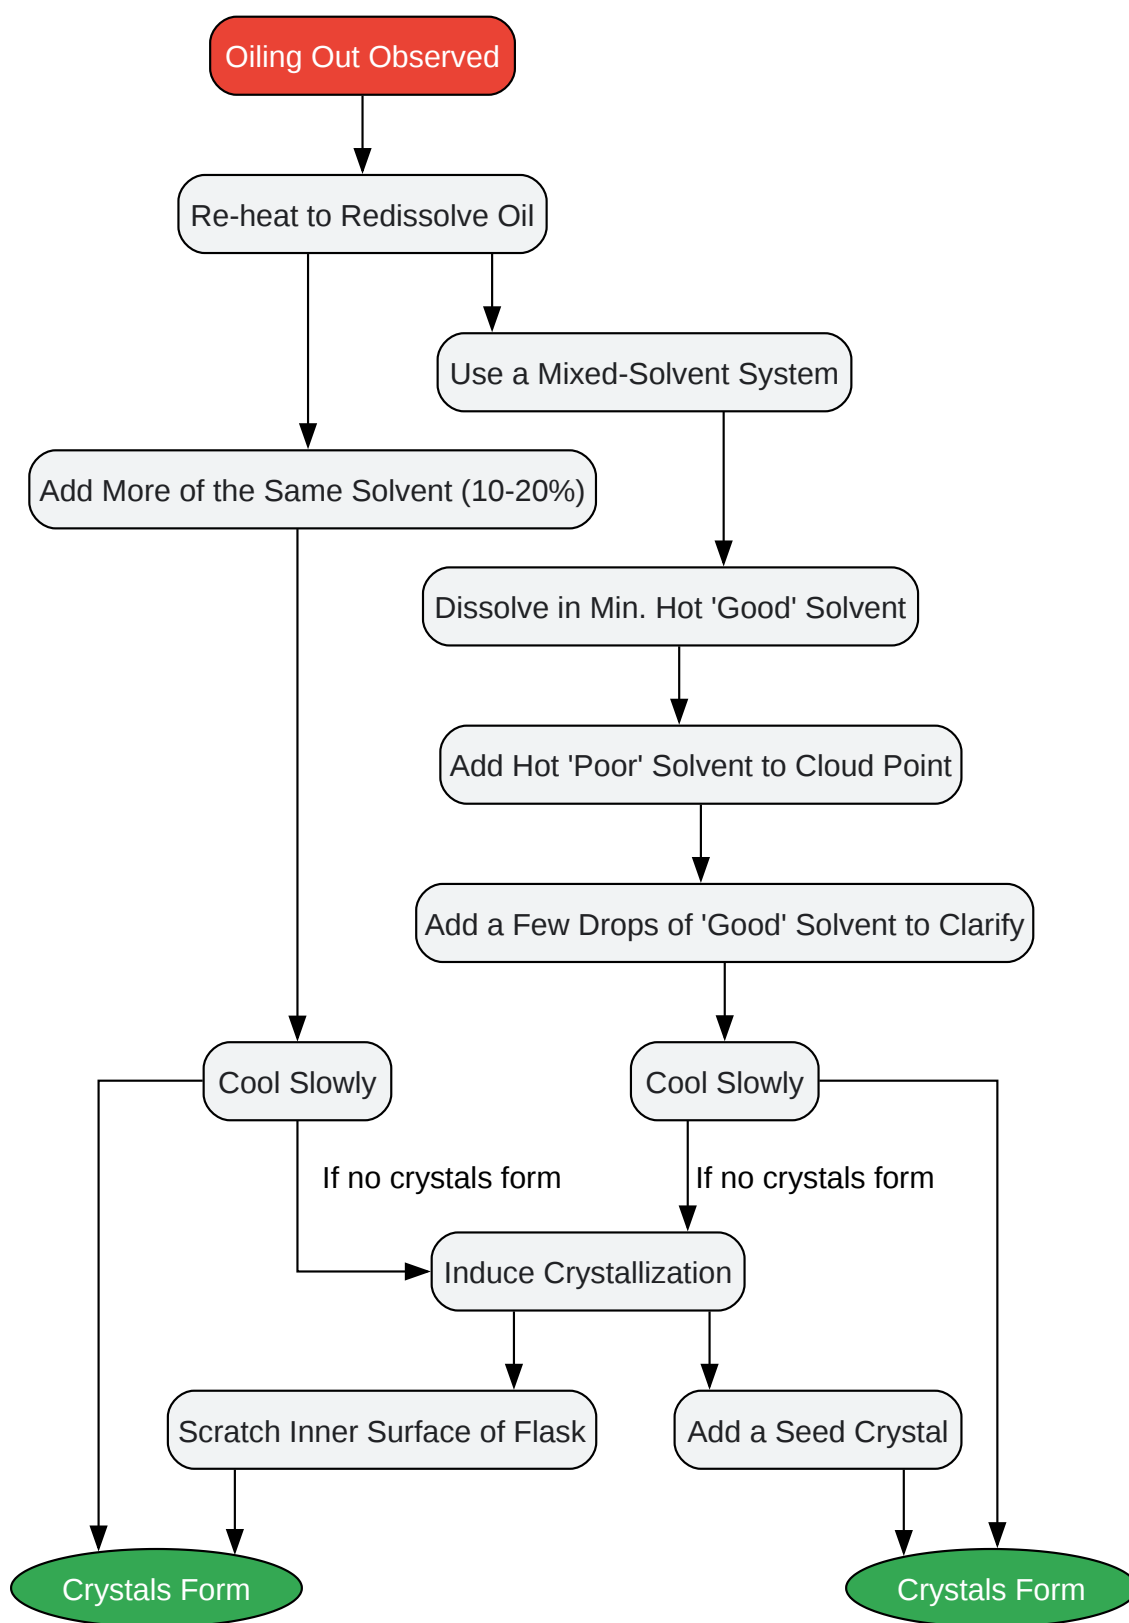 Oiling Out Observed
Re-heat to Redissolve Oil
Use a Mixed-Solvent System
Add More of the Same Solvent (10-20%)
Dissolve in Min. Hot 'Good' Solvent
Add Hot 'Poor' Solvent to Cloud Point
Add a Few Drops of 'Good' Solvent to Clarify
Cool Slowly
Cool Slowly
If no crystals form
If no crystals form
Induce Crystallization
Scratch Inner Surface of Flask
Add a Seed Crystal
Crystals Form
Crystals Form